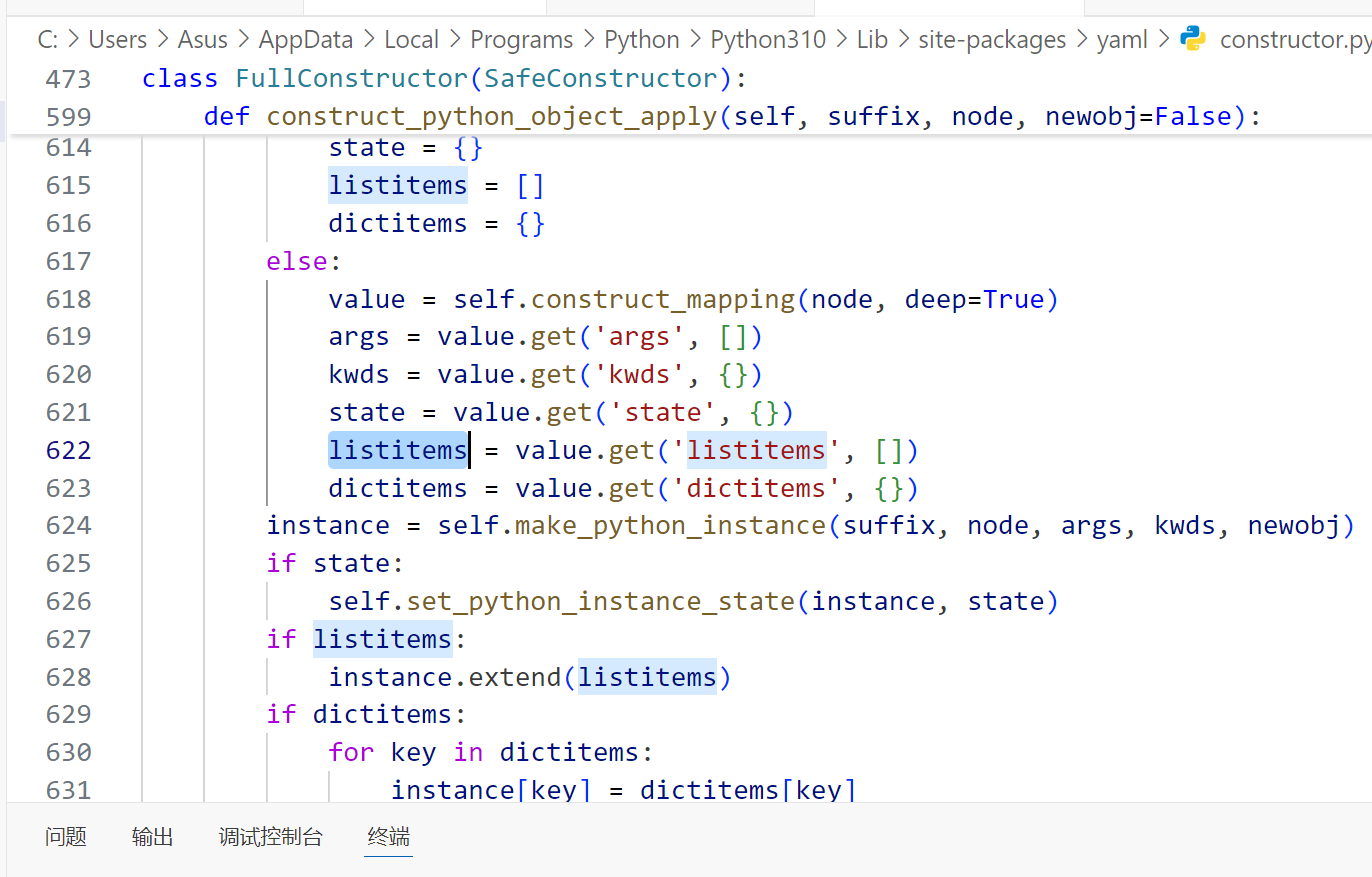 C: > Users > Asus > AppData > Local > Programs > Python > Python310 > Lib > site-packages > yaml > constructor.py
473 class FullConstructor(SafeConstructor):
599 def construct_python_object_apply(self, suffix, node, newobj=False):
614 state = {}
615 listitems = []
616 dictitems = {}
617 else:
618 value = self.construct_mapping(node, deep=True)
619 args = value.get('args', [])
620 kwds = value.get('kwds', {})
621 state = value.get('state', {})
622 listitems = value.get('listitems', [])
623 dictitems = value.get('dictitems', {})
624 instance = self.make_python_instance(suffix, node, args, kwds, newobj)
625 if state:
626 self.set_python_instance_state(instance, state)
627 if listitems:
628 instance.extend(listitems)
629 if dictitems:
630 for key in dictitems:
631 instance[key] = dictitems[key]
问题 输出 调试控制台 终端